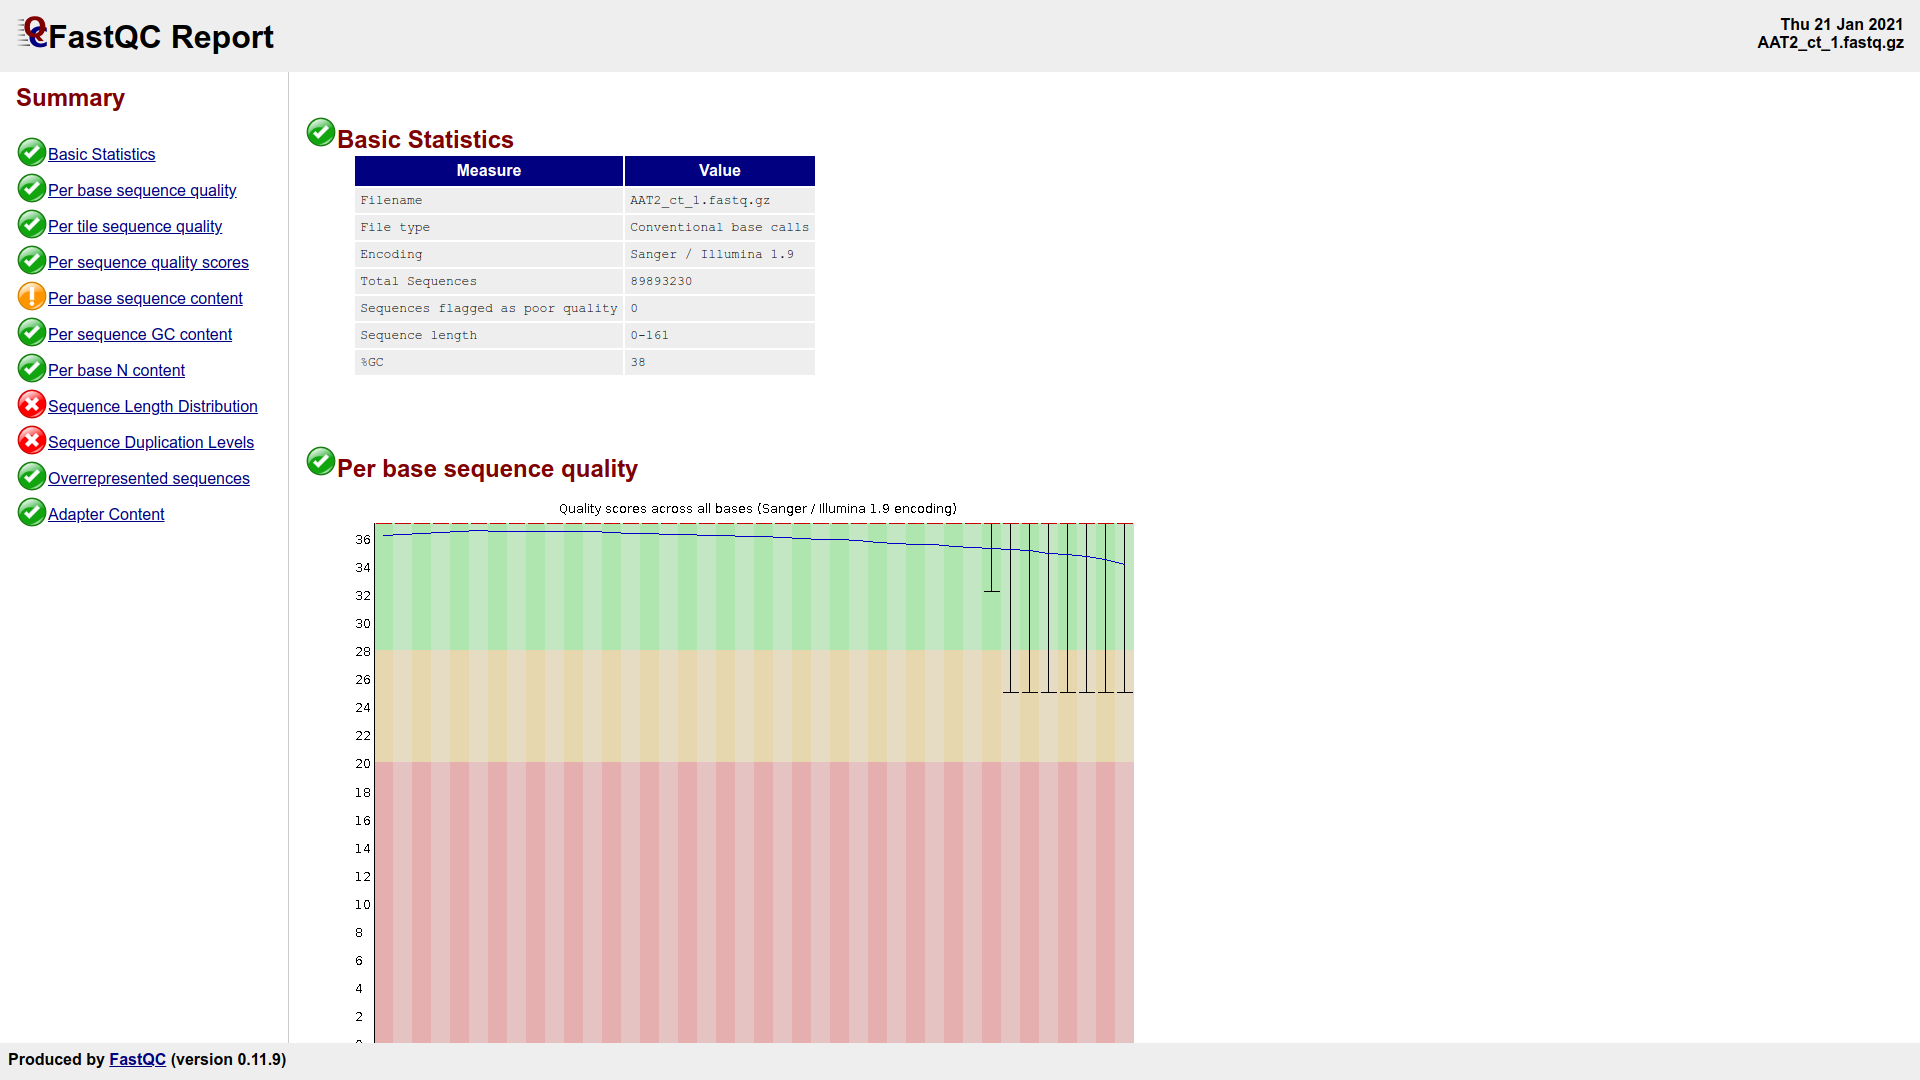 FastQC Report
Thu 21 Jan 2021
AAT2_ct_1.fastq.gz
Summary
Basic Statistics
Per base sequence quality
Per tile sequence quality
Per sequence quality scores
Per base sequence content
Per sequence GC content
Per base N content
Sequence Length Distribution
Sequence Duplication Levels
Overrepresented sequences
Adapter Content
Basic Statistics
Measure Value
Filename AAT2_ct_1.fastq.gz
File type Conventional base calls
Encoding Sanger / Illumina 1.9
Total Sequences 89893230
Sequences flagged as poor quality 0
Sequence length 0-161
%GC 38
Per base sequence quality
Quality scores across all bases (Sanger / Illumina 1.9 encoding)
36
34
32
30
28
26
24
22
20
18
16
14
12
10
8
6
4
2
Produced by FastQC (version 0.11.9)